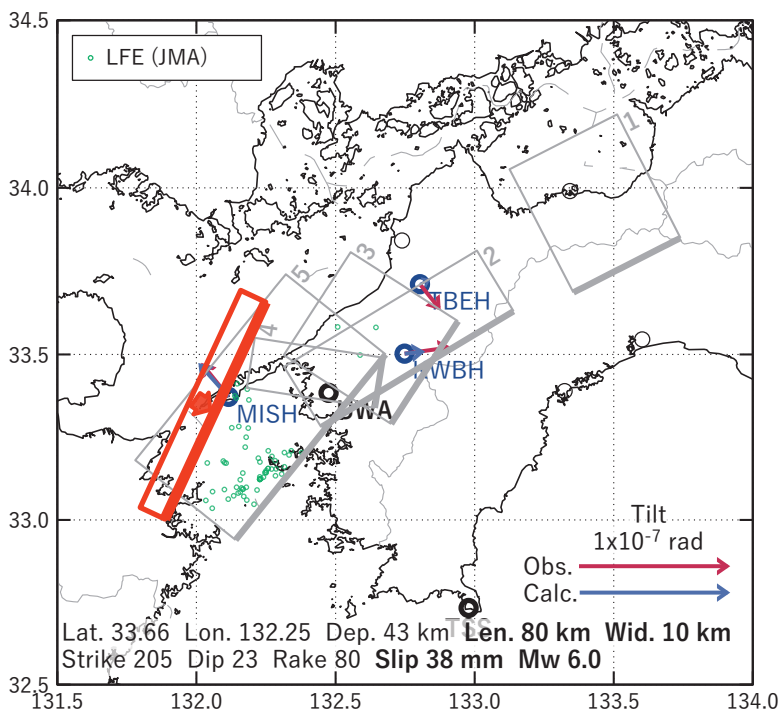 34.5
LFE (JMA)
1
34.0
3
2
5
TBEH
4
33.5
KWBH
UWA
MISH
33.0
Tilt
1x10⁻⁷ rad
Obs.
Calc.
TSS
Lat. 33.66 Lon. 132.25 Dep. 43 km Len. 80 km Wid. 10 km
Strike 205 Dip 23 Rake 80 Slip 38 mm Mw 6.0
32.5
131.5 132.0 132.5 133.0 133.5 134.0